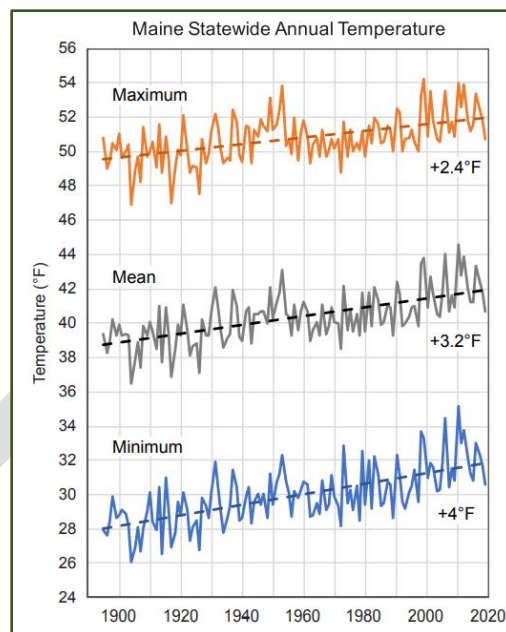 Maine Statewide Annual Temperature
56
54
52
50
48
46
44
42
40
38
36
34
32
30
28
26
24
Temperature (°F)
Maximum
+2.4°F
Mean
+3.2°F
Minimum
+4°F
1900 1920 1940 1960 1980 2000 2020